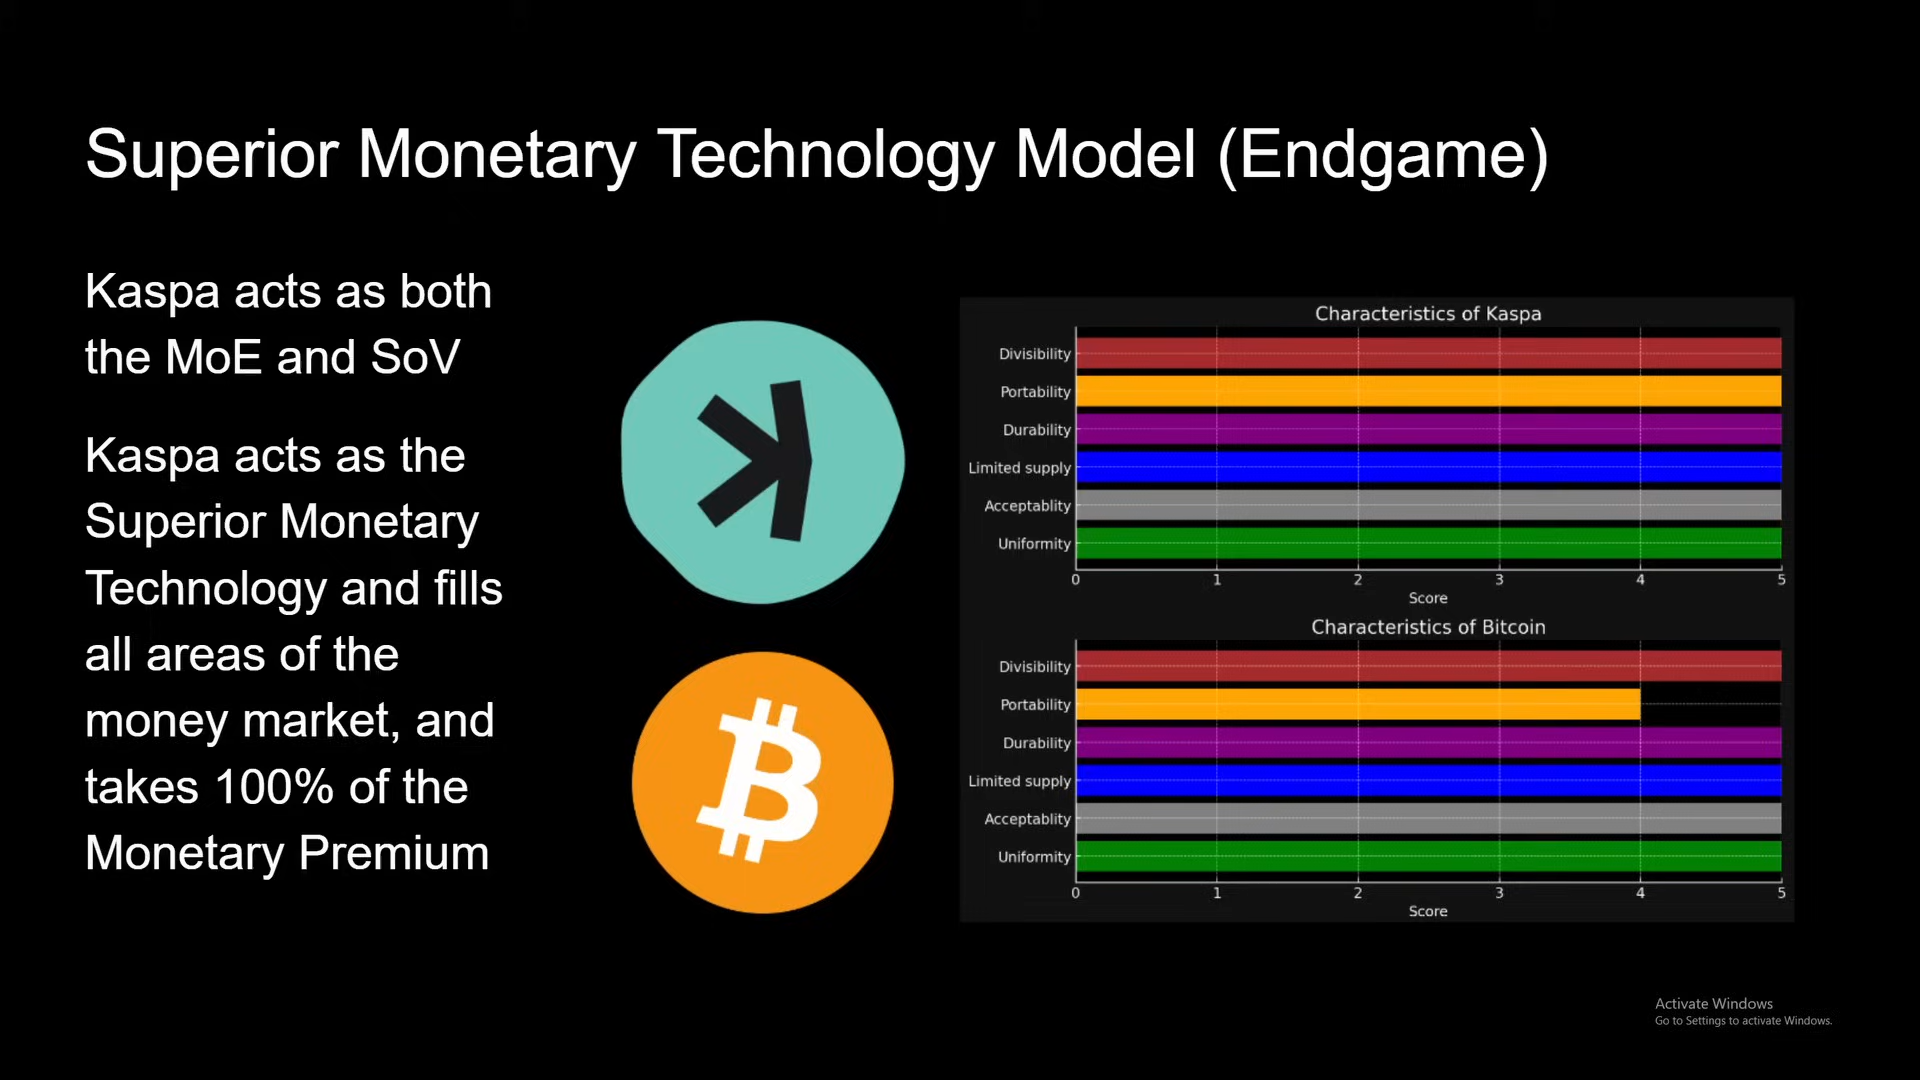 Superior Monetary Technology Model (Endgame)
Kaspa acts as both
the MoE and SoV
Kaspa acts as the
Superior Monetary
Technology and fills
all areas of the
money market, and
takes 100% of the
Monetary Premium
Characteristics of Kaspa
Divisibility
Portability
Durability
Limited supply
Acceptablity
Uniformity
0 1 2 3 4 5
Score
Characteristics of Bitcoin
Divisibility
Portability
Durability
Limited supply
Acceptablity
Uniformity
0 1 2 3 4 5
Score
Activate Windows
Go to Settings to activate Windows.